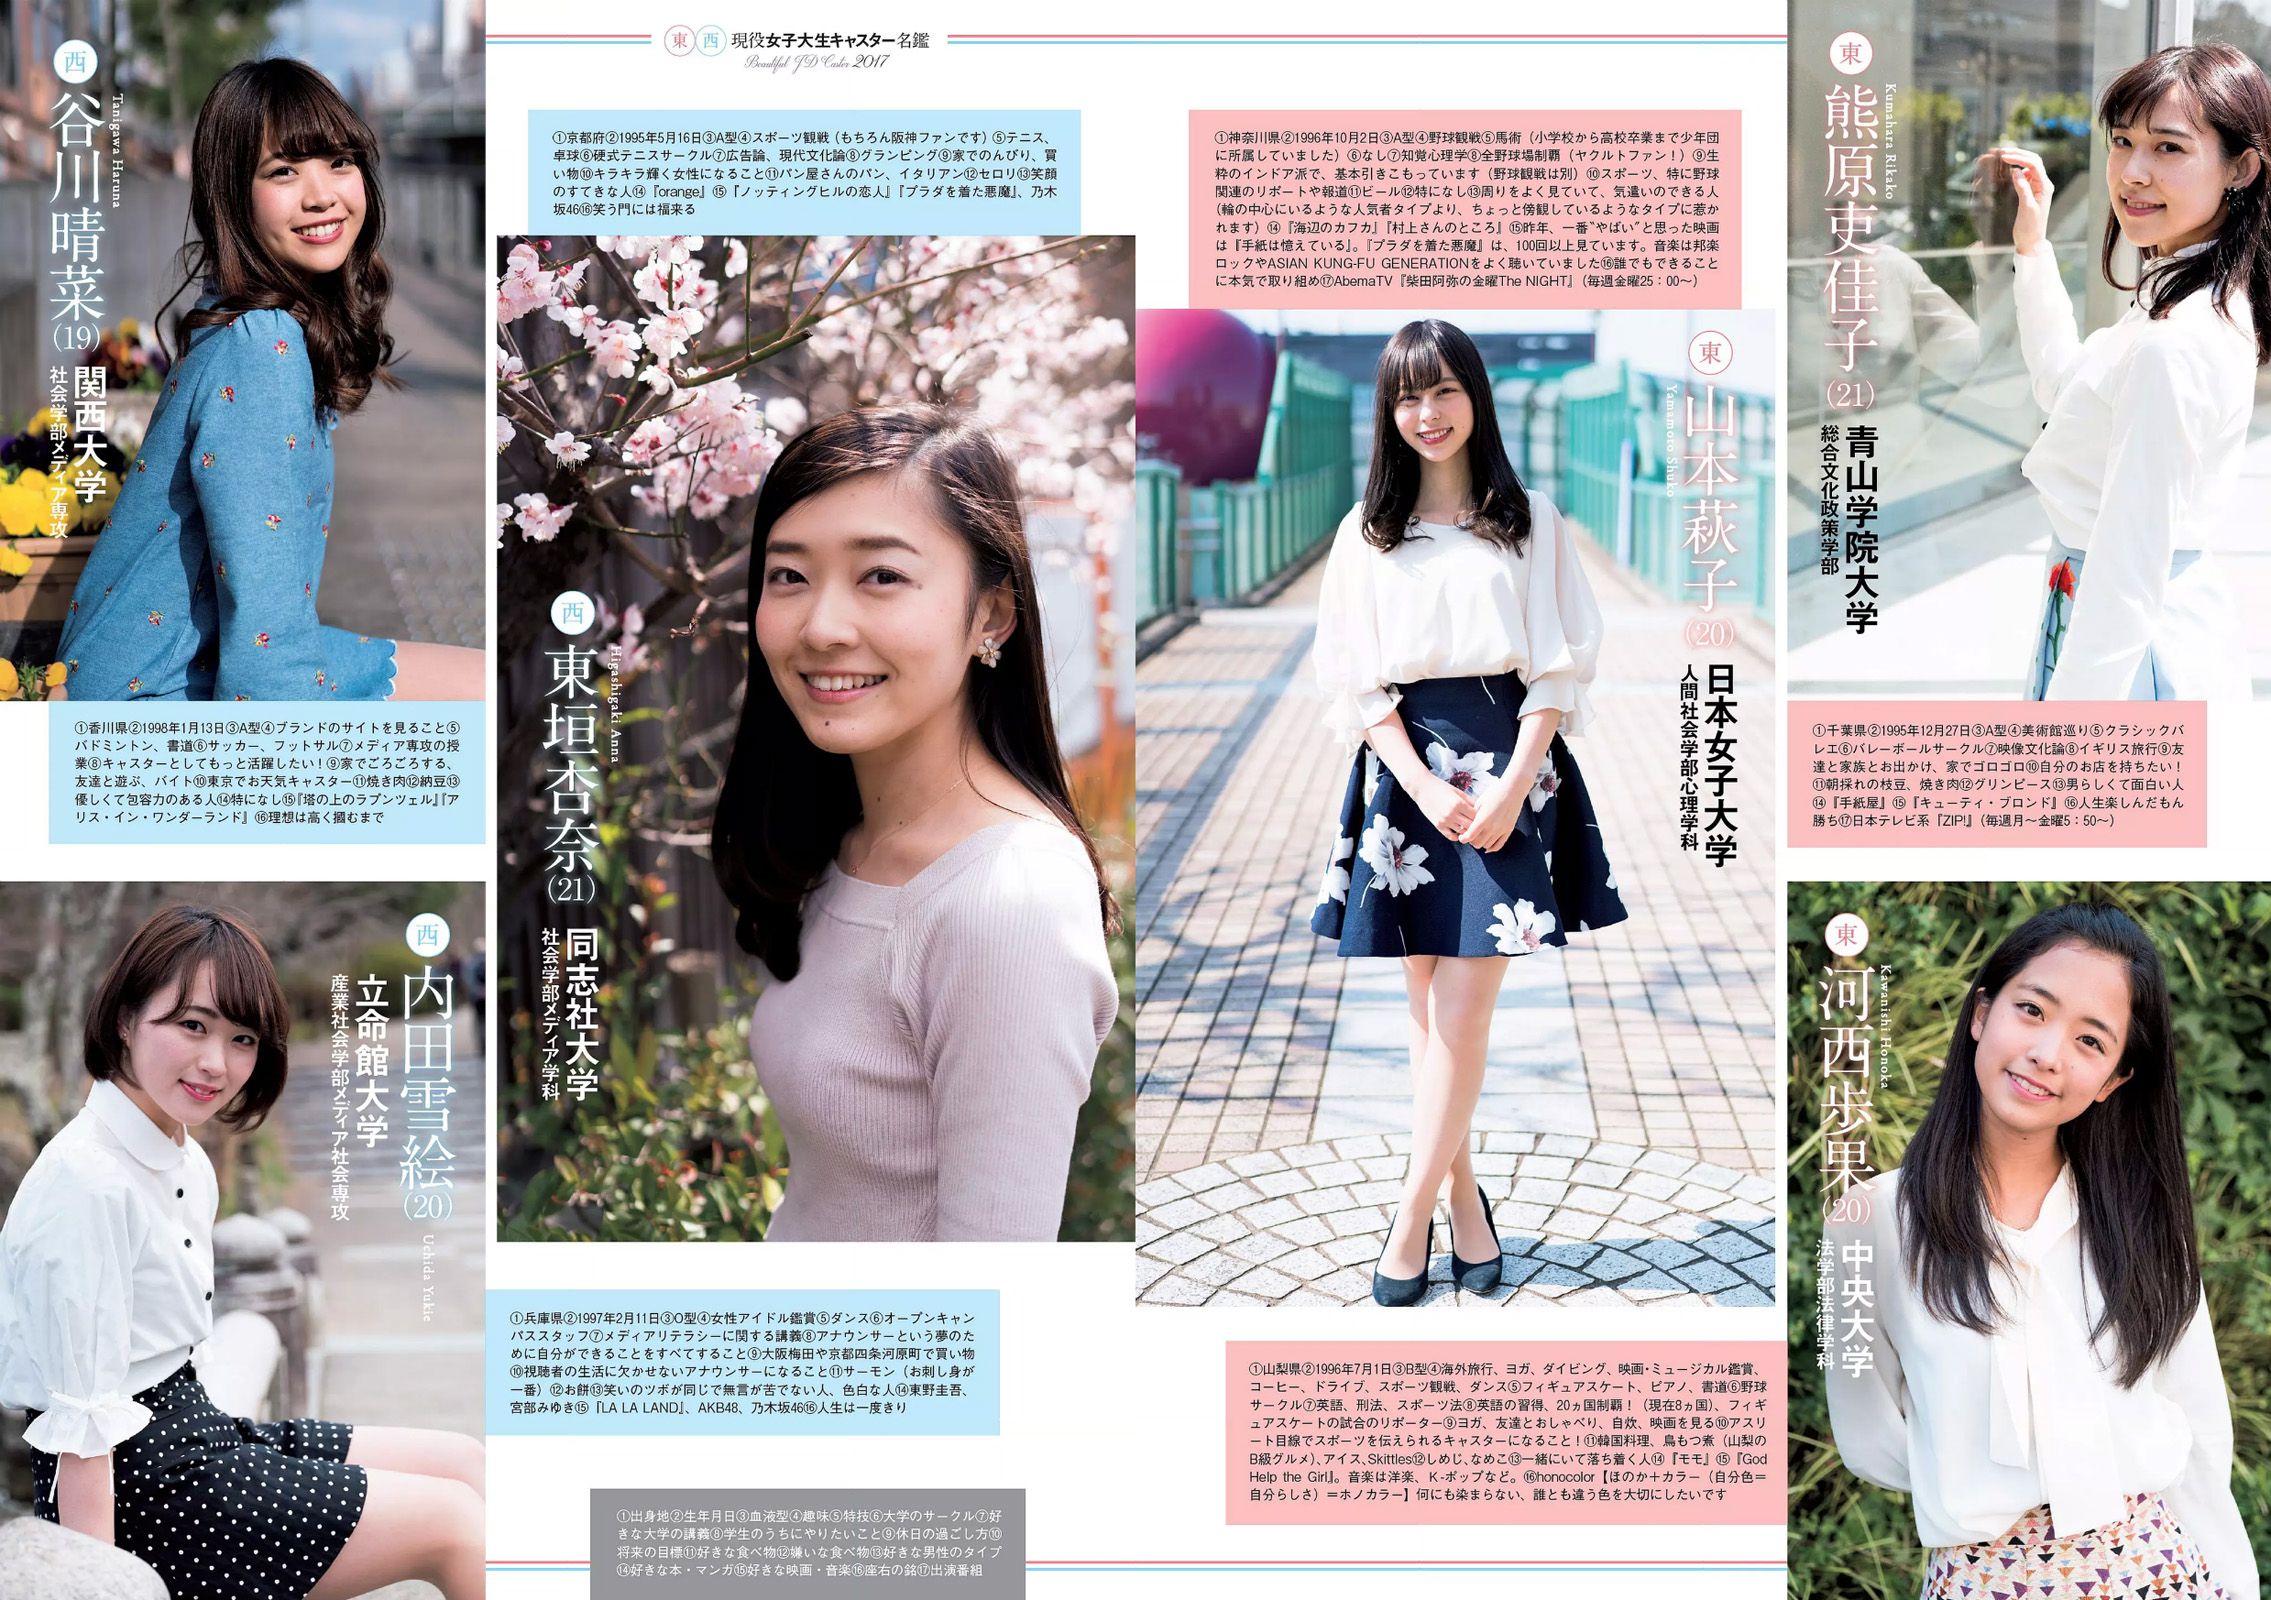 東 西 現役女子大生キャスター名鑑
Beautiful JD Caster 2017
東
熊原吏佳子(21)
Kumahara Rikako
青山学院大学
総合文化政策学部
①千葉県②1995年12月27日③A型④美術館巡り⑤クラシックバ
レエ⑥バレーボールサークル⑦映像文化論⑧イギリス旅行⑨友
達と家族とお出かけ、家でゴロゴロ⑩自分のお店を持ちたい！
⑪朝採れの枝豆、焼き肉⑫グリンピース⑬男らしくて面白い人
⑭『手紙屋』⑮『キューティ・ブロンド』⑯人生楽しんだもん
勝ち⑰日本テレビ系『ZIP!』（毎週月〜金曜5：50〜）
東
河西歩果(20)
Kawanishi Honoka
中央大学
法学部法律学科
①山梨県②1996年7月1日③B型④海外旅行、ヨガ、ダイビング、映画・ミュージカル鑑賞、
コーヒー、ドライブ、スポーツ観戦、ダンス⑤フィギュアスケート、ピアノ、書道⑥野球
サークル⑦英語、刑法、スポーツ法⑧英語の習得、20ヵ国制覇！（現在8ヵ国）、フィギ
ュアスケートの試合のリポーター⑨ヨガ、友達とおしゃべり、自炊、映画を見る⑩アスリ
ート目線でスポーツを伝えられるキャスターになること！⑪韓国料理、鳥もつ煮（山梨の
B級グルメ）、アイス、Skittles⑫しめじ、なめこ⑬一緒にいて落ち着く人⑭『モモ』⑮『God
Help the Girl』。音楽は洋楽、K-ポップなど。⑯honocolor【ほのか＋カラー（自分色＝
自分らしさ）＝ホノカラー】何にも染まらない、誰とも違う色を大切にしたいです
①神奈川県②1996年10月2日③A型④野球観戦⑤馬術（小学校から高校卒業まで少年団
に所属していました）⑥なし⑦知覚心理学⑧全野球場制覇（ヤクルトファン！）⑨生
粋のインドア派で、基本引きこもっています（野球観戦は別）⑩スポーツ、特に野球
関連のリポートや報道⑪ビール⑫特になし⑬周りをよく見ていて、気遣いのできる人
（輪の中心にいるような人気者タイプより、ちょっと傍観しているようなタイプに惹か
れます）⑭『海辺のカフカ』『村上さんのところ』⑮昨年、一番“やばい”と思った映画
は『手紙は憶えている』。『プラダを着た悪魔』は、100回以上見ています。音楽は邦楽
ロックやASIAN KUNG-FU GENERATIONをよく聴いていました⑯誰でもできること
に本気で取り組め⑰AbemaTV『柴田阿弥の金曜The NIGHT』（毎週金曜25：00〜）
東
山本萩子(20)
Yamamoto Shuko
日本女子大学
人間社会学部心理学科
①京都府②1995年5月16日③A型④スポーツ観戦（もちろん阪神ファンです）⑤テニス、
卓球⑥硬式テニスサークル⑦広告論、現代文化論⑧グランピング⑨家でのんびり、買
い物⑩キラキラ輝く女性になること⑪パン屋さんのパン、イタリアン⑫セロリ⑬笑顔
のすてきな人⑭『orange』⑮『ノッティングヒルの恋人』『プラダを着た悪魔』、乃木
坂46⑯笑う門には福来る
西
東垣杏奈(21)
Higashigaki Anna
同志社大学
社会学部メディア学科
西
谷川晴菜(19)
Tanigawa Haruna
関西大学
社会学部メディア専攻
①香川県②1998年1月13日③A型④ブランドのサイトを見ること⑤
バドミントン、書道⑥サッカー、フットサル⑦メディア専攻の授
業⑧キャスターとしてもっと活躍したい！⑨家でごろごろする、
友達と遊ぶ、バイト⑩東京でお天気キャスター⑪焼き肉⑫納豆⑬
優しくて包容力のある人⑭特になし⑮『塔の上のラプンツェル』『ア
リス・イン・ワンダーランド』⑯理想は高く摑むまで
西
内田雪絵(20)
Uchida Yukie
立命館大学
産業社会学部メディア社会専攻
①兵庫県②1997年2月11日③O型④女性アイドル鑑賞⑤ダンス⑥オープンキャン
パススタッフ⑦メディアリテラシーに関する講義⑧アナウンサーという夢のた
めに自分ができることをすべてすること⑨大阪梅田や京都四条河原町で買い物
⑩視聴者の生活に欠かせないアナウンサーになること⑪サーモン（お刺し身が
一番）⑫お餅⑬笑いのツボが同じで無言が苦でない人、色白な人⑭東野圭吾、
宮部みゆき⑮『LA LA LAND』、AKB48、乃木坂46⑯人生は一度きり
①出身地②生年月日③血液型④趣味⑤特技⑥大学のサークル⑦好
きな大学の講義⑧学生のうちにやりたいこと⑨休日の過ごし方⑩
将来の目標⑪好きな食べ物⑫嫌いな食べ物⑬好きな男性のタイプ
⑭好きな本・マンガ⑮好きな映画・音楽⑯座右の銘⑰出演番組